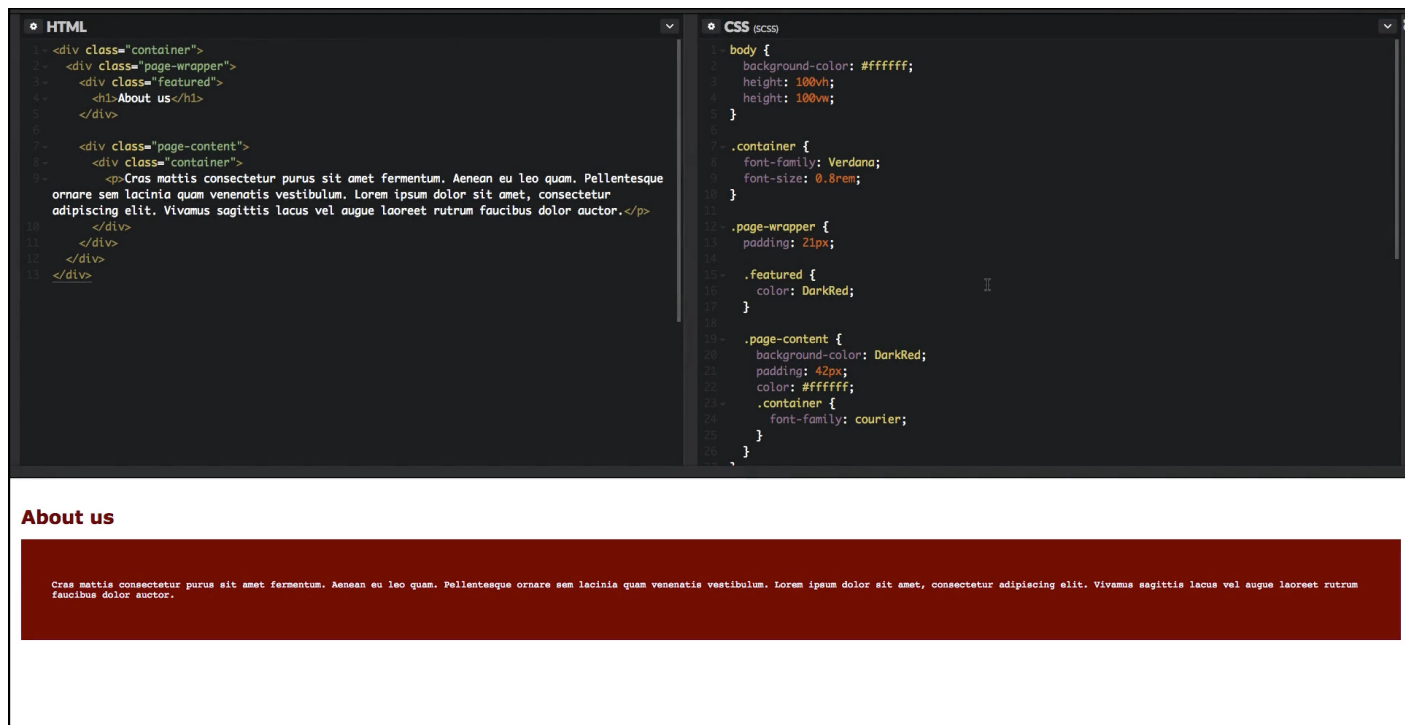 HTML
1 <div class="container">
2 <div class="page-wrapper">
3 <div class="featured">
4 <h1>About us</h1>
5 </div>
6
7 <div class="page-content">
8 <div class="container">
9 <p>Cras mattis consectetur purus sit amet fermentum. Aenean eu leo quam. Pellentesque
ornare sem lacinia quam venenatis vestibulum. Lorem ipsum dolor sit amet, consectetur
adipiscing elit. Vivamus sagittis lacus vel augue laoreet rutrum faucibus dolor auctor.</p>
10 </div>
11 </div>
12 </div>
13 </div>
CSS (SCSS)
1 body {
2 background-color: #ffffff;
3 height: 100vh;
4 height: 100vw;
5 }
6
7 .container {
8 font-family: Verdana;
9 font-size: 0.8rem;
10 }
11
12 .page-wrapper {
13 padding: 21px;
14
15 .featured {
16 color: DarkRed;
17 }
18
19 .page-content {
20 background-color: DarkRed;
21 padding: 42px;
22 color: #ffffff;
23 .container {
24 font-family: courier;
25 }
26 }
About us
Cras mattis consectetur purus sit amet fermentum. Aenean eu leo quam. Pellentesque ornare sem lacinia quam venenatis vestibulum. Lorem ipsum dolor sit amet, consectetur adipiscing elit. Vivamus sagittis lacus vel augue laoreet rutrum
faucibus dolor auctor.